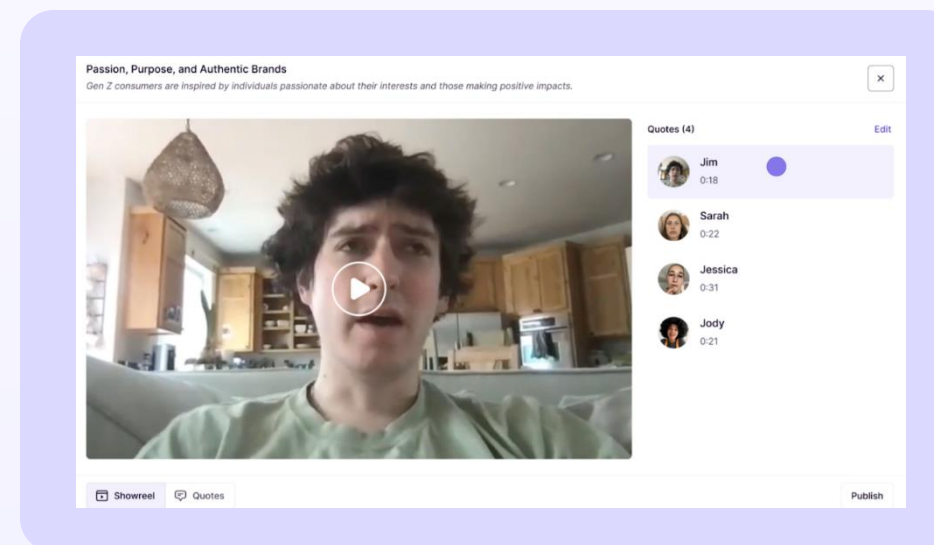 Passion, Purpose, and Authentic Brands
Gen Z consumers are inspired by individuals passionate about their interests and those making positive impacts.
Quotes (4)
Edit
Jim
0:18
Sarah
0:22
Jessica
0:31
Jody
0:21
Showreel
Quotes
Publish